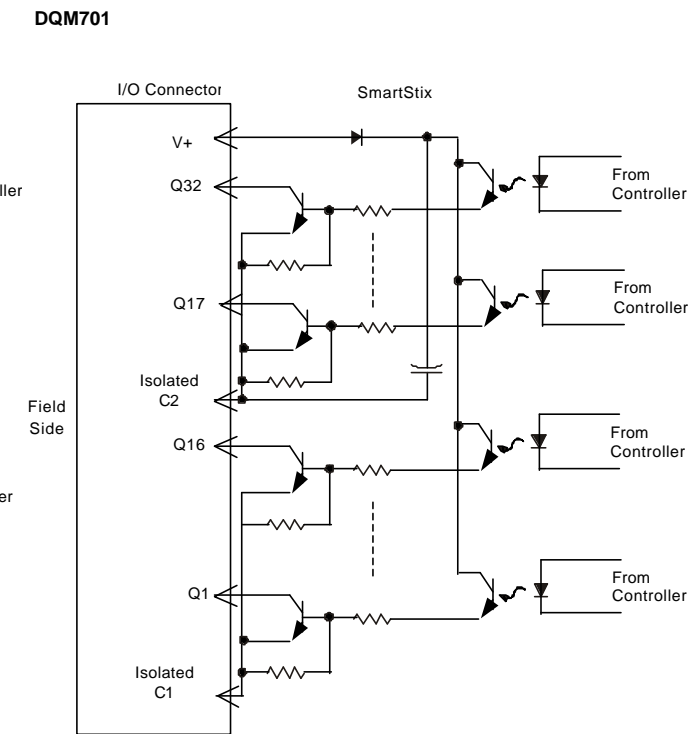 DQM701
I/O Connector
SmartStix
V+
Q32
From
Controller
Q17
From
Controller
Isolated
C2
Field
Side
Q16
From
Controller
Q1
From
Controller
Isolated
C1